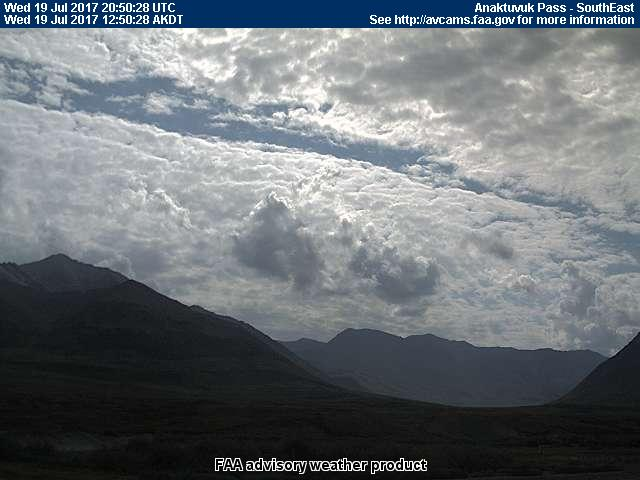 Wed 19 Jul 2017 20:50:28 UTC
Anaktuvuk Pass - SouthEast
Wed 19 Jul 2017 12:50:28 AKDT
See http://avcams.faa.gov for more information
FAA advisory weather product